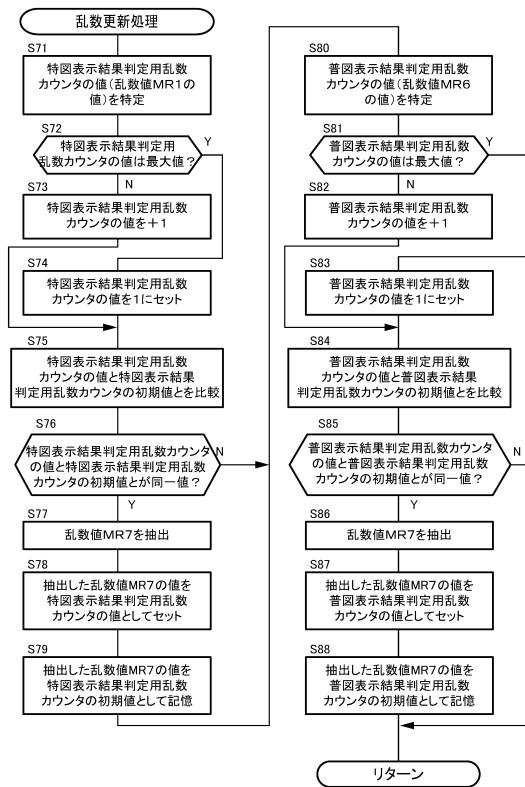 乱数更新処理
S71
特図表示結果判定用乱数
カウンタの値(乱数値MR1の
値)を特定
S72
特図表示結果判定用
乱数カウンタの値は最大値?
Y
N
S73
特図表示結果判定用乱数
カウンタの値を+1
S74
特図表示結果判定用乱数
カウンタの値を1にセット
S75
特図表示結果判定用乱数
カウンタの値と特図表示結果
判定用乱数カウンタの初期値とを比較
S76
特図表示結果判定用乱数カウンタ
の値と特図表示結果判定用乱数
カウンタの初期値とが同一値?
N
Y
S77
乱数値MR7を抽出
S78
抽出した乱数値MR7の値を
特図表示結果判定用乱数
カウンタの値としてセット
S79
抽出した乱数値MR7の値を
特図表示結果判定用乱数
カウンタの初期値として記憶
S80
普図表示結果判定用乱数
カウンタの値(乱数値MR6
の値)を特定
S81
普図表示結果判定用乱数
カウンタの値は最大値?
Y
N
S82
普図表示結果判定用乱数
カウンタの値を+1
S83
普図表示結果判定用乱数
カウンタの値を1にセット
S84
普図表示結果判定用乱数
カウンタの値と普図表示結果
判定用乱数カウンタの初期値とを比較
S85
普図表示結果判定用乱数カウンタ
の値と普図表示結果判定用乱数
カウンタの初期値とが同一値?
N
Y
S86
乱数値MR7を抽出
S87
抽出した乱数値MR7の値を
普図表示結果判定用乱数
カウンタの値としてセット
S88
抽出した乱数値MR7の値を
普図表示結果判定用乱数
カウンタの初期値として記憶
リターン